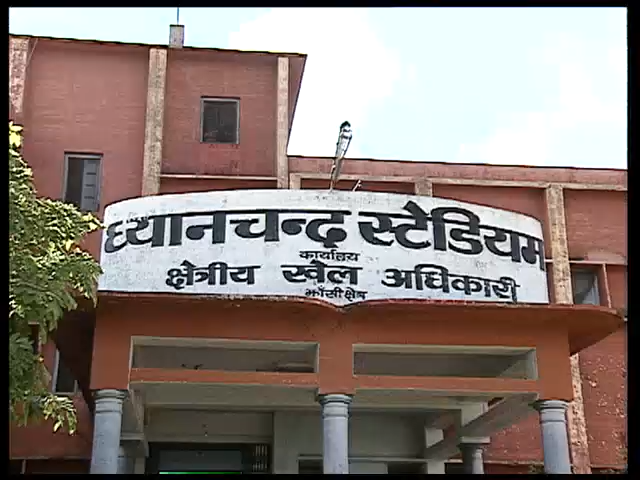 ध्यानचन्द्र स्टेडियम
कार्यालय
क्षेत्रीय खेल अधिकारी
झाँसी क्षेत्र